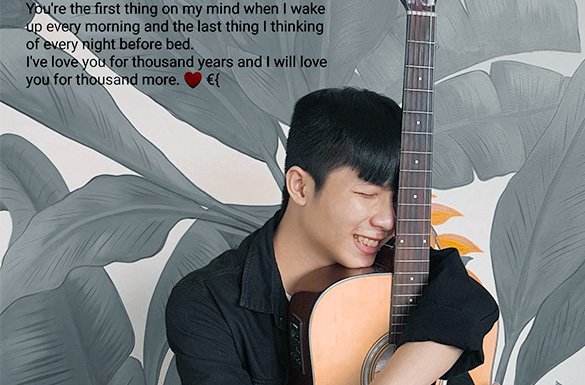 You're the first thing on my mind when I wake
up every morning and the last thing I thinking
of every night before bed.
I've love you for thousand years and I will love
you for thousand more. ❤️ €{